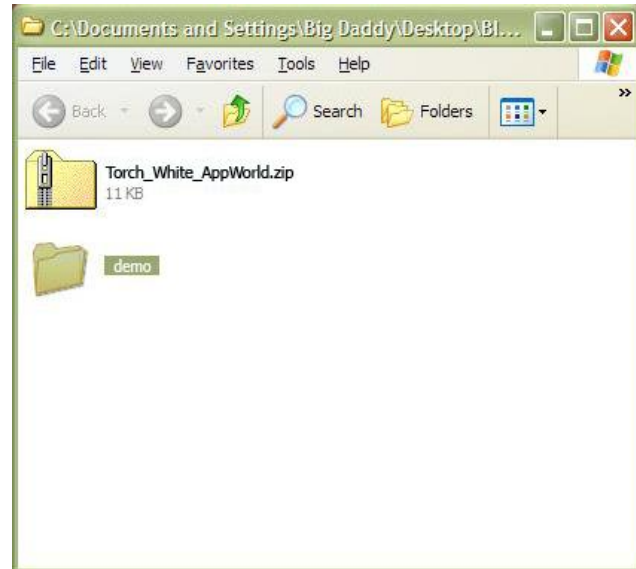 C:\Documents and Settings\Big Daddy\Desktop\Bl...
File Edit View Favorites Tools Help
Back Search Folders »
Torch_White_AppWorld.zip
11 KB
demo